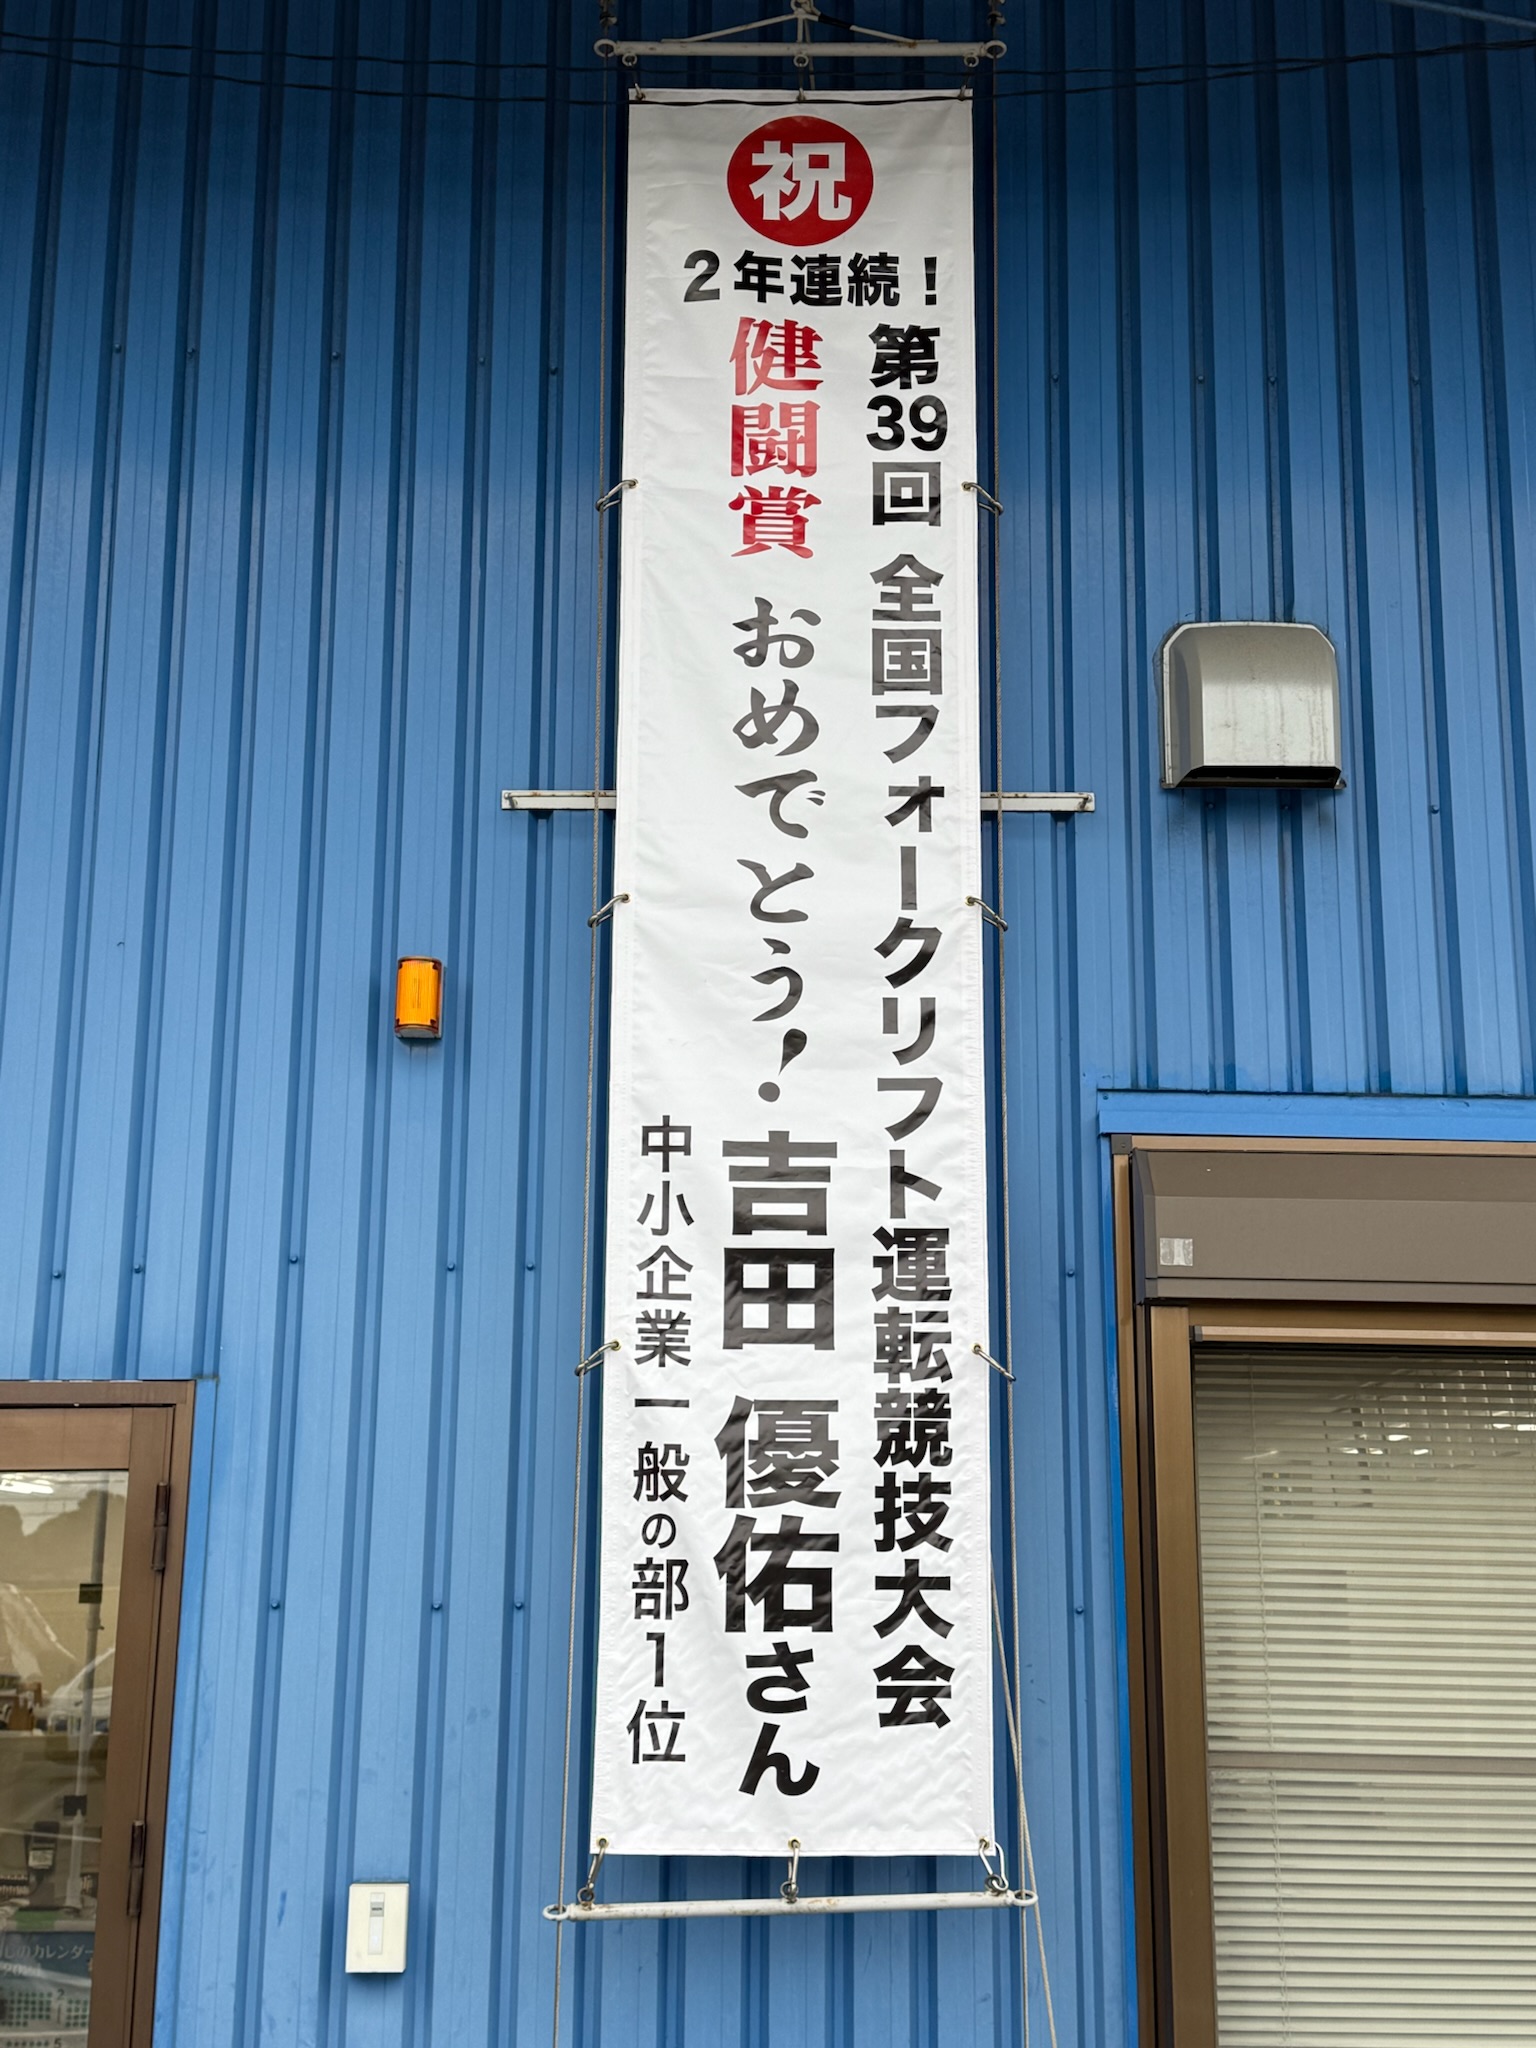 祝
2年連続!
第39回 全国フォークリフト運転競技大会
健闘賞 おめでとう! 吉田 優佑さん
中小企業一般の部1位